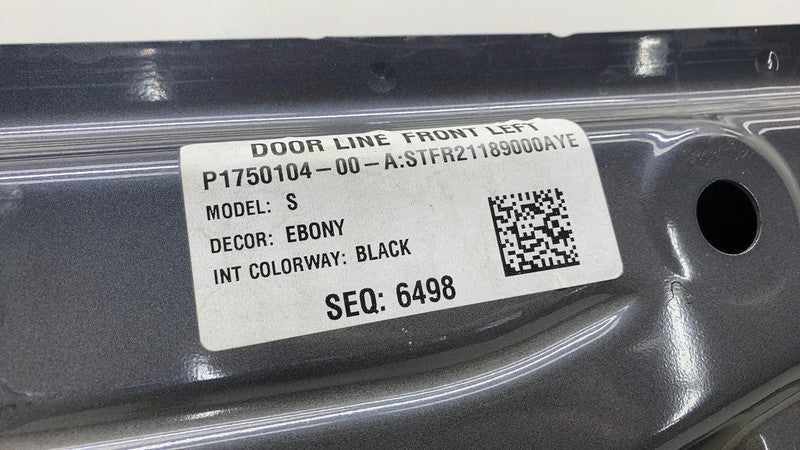 DOOR LINE FRONT LEFT
P1750104-00-A:STFR21189000AYE
MODEL: S
DECOR: EBONY
INT COLORWAY: BLACK
SEQ: 6498